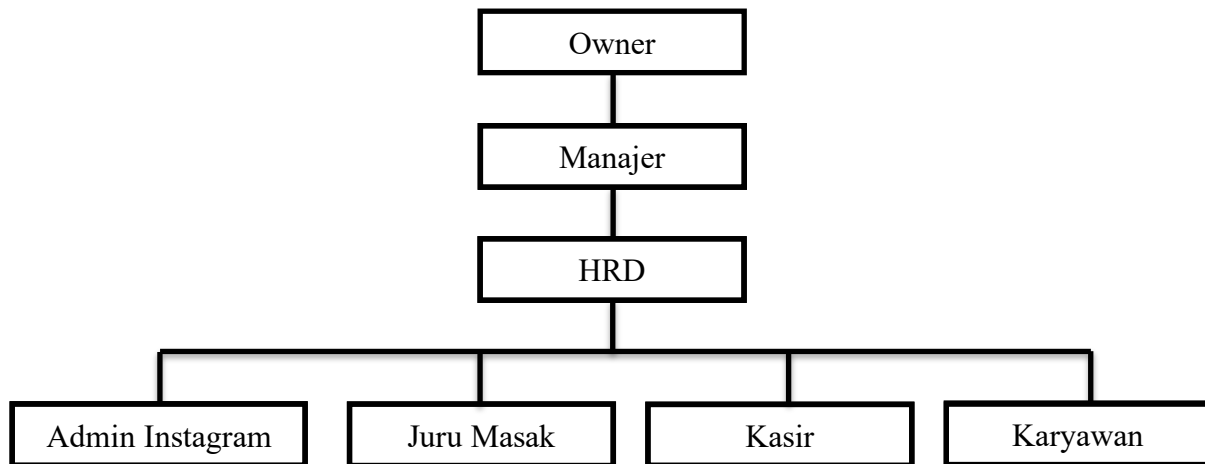 Owner
Manajer
HRD
Admin Instagram
Juru Masak
Kasir
Karyawan